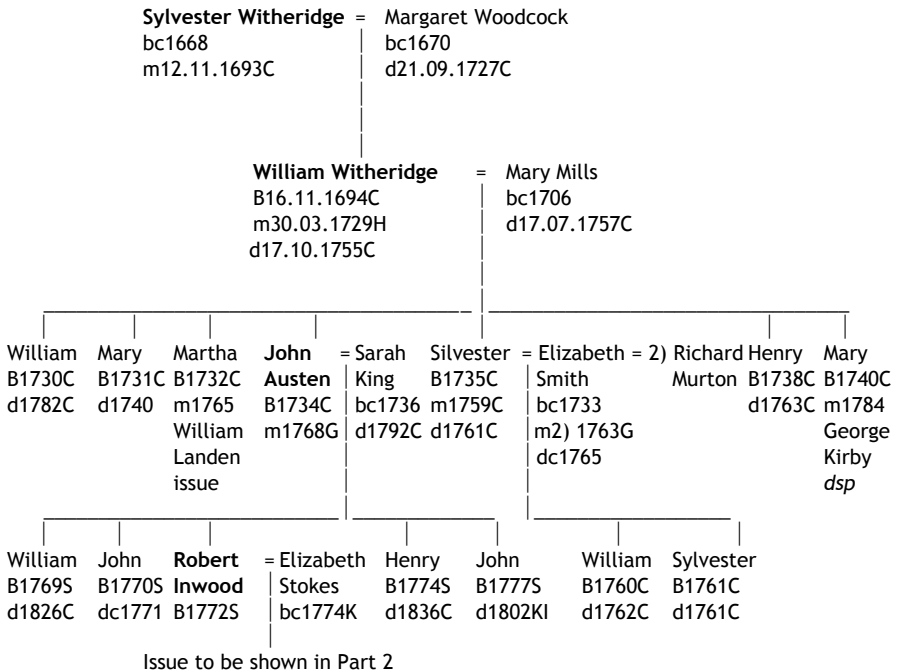 Sylvester Witheridge = Margaret Woodcock
bc1668 bc1670
m12.11.1693C d21.09.1727C
William Witheridge = Mary Mills
B16.11.1694C bc1706
m30.03.1729H d17.07.1757C
d17.10.1755C
William Mary Martha John = Sarah Silvester = Elizabeth = 2) Richard Henry Mary
B1730C B1731C B1732C Austen King B1735C Smith Murton B1738C B1740C
d1782C d1740 m1765 B1734C bc1736 m1759C bc1733 d1763C m1784
William m1768G d1792C d1761C m2) 1763G George
Landen dc1765 Kirby
issue dsp
William John Robert = Elizabeth Henry John William Sylvester
B1769S B1770S Inwood Stokes B1774S B1777S B1760C B1761C
d1826C dc1771 B1772S bc1774K d1836C d1802KI d1762C d1761C
Issue to be shown in Part 2